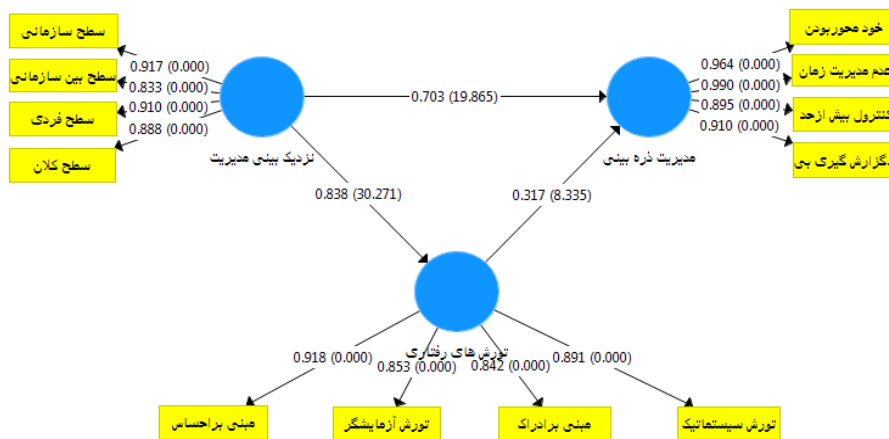 سطح سازمانی
سطح بین سازمانی
سطح فردی
سطح کلان
0.917 (0.000)
0.833 (0.000)
0.910 (0.000)
0.888 (0.000)
نزدیک بینی مدیریت
0.703 (19.865)
خود محوربودن
عدم مدیریت زمان
کنترول بیش ازحد
گزارش گیری بی
0.964 (0.000)
0.990 (0.000)
0.895 (0.000)
0.910 (0.000)
مدیریت ذره بینی
0.838 (30.271)
0.317 (8.335)
تورش های رفتاری
0.918 (0.000)
0.853 (0.000)
0.842 (0.000)
0.891 (0.000)
مبنی براحساس
تورش آزمایشگر
مبنی برادراک
تورش سیستماتیک